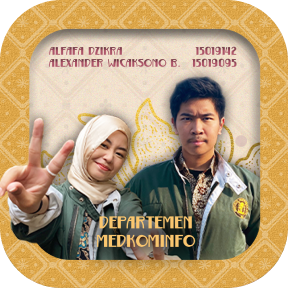 ALFAFA DZIKRA 15019142
ALEXANDER WICAKSONO B. 15019095
DEPARTEMEN
MEDKOMINFO